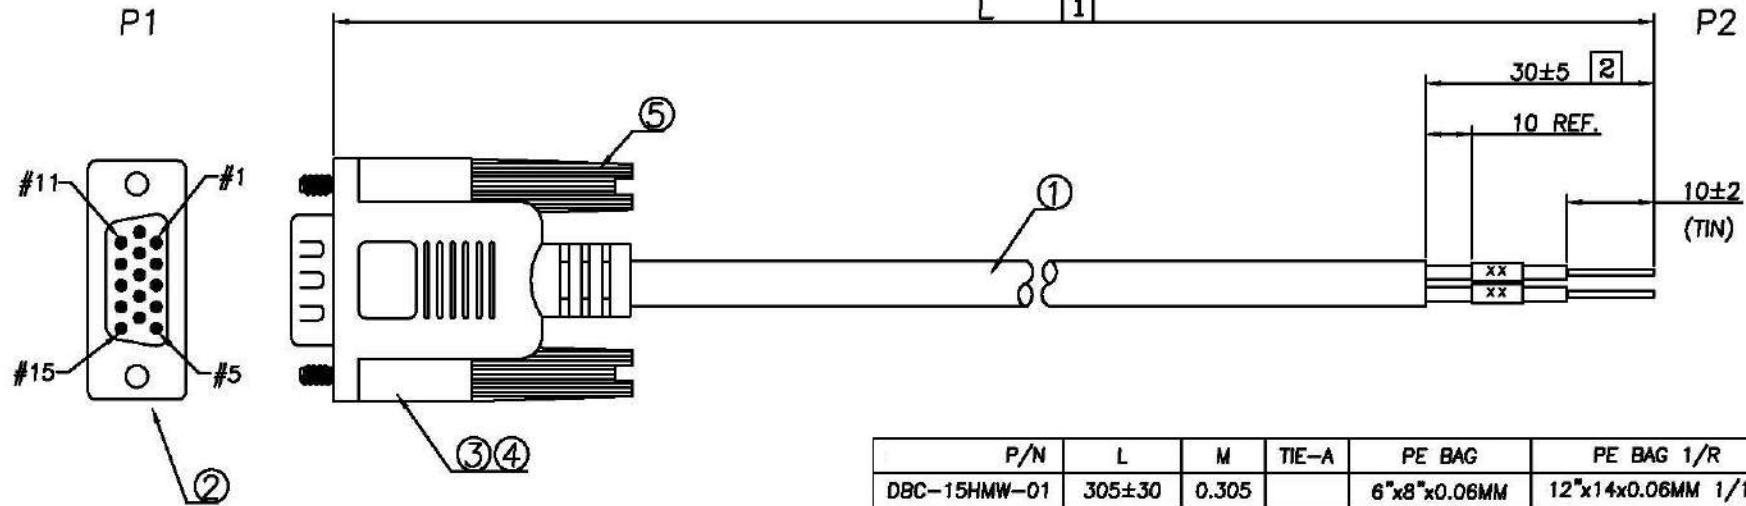 P1
L 1
P2
30±5 2
10 REF.
10±2
(TIN)
#11
#1
#15
#5
5
1
xx
xx
3 4
2
P/N L M TIE-A PE BAG PE BAG 1/R
DBC-15HMW-01 305±30 0.305 6"x8"x0.06MM 12"x14x0.06MM